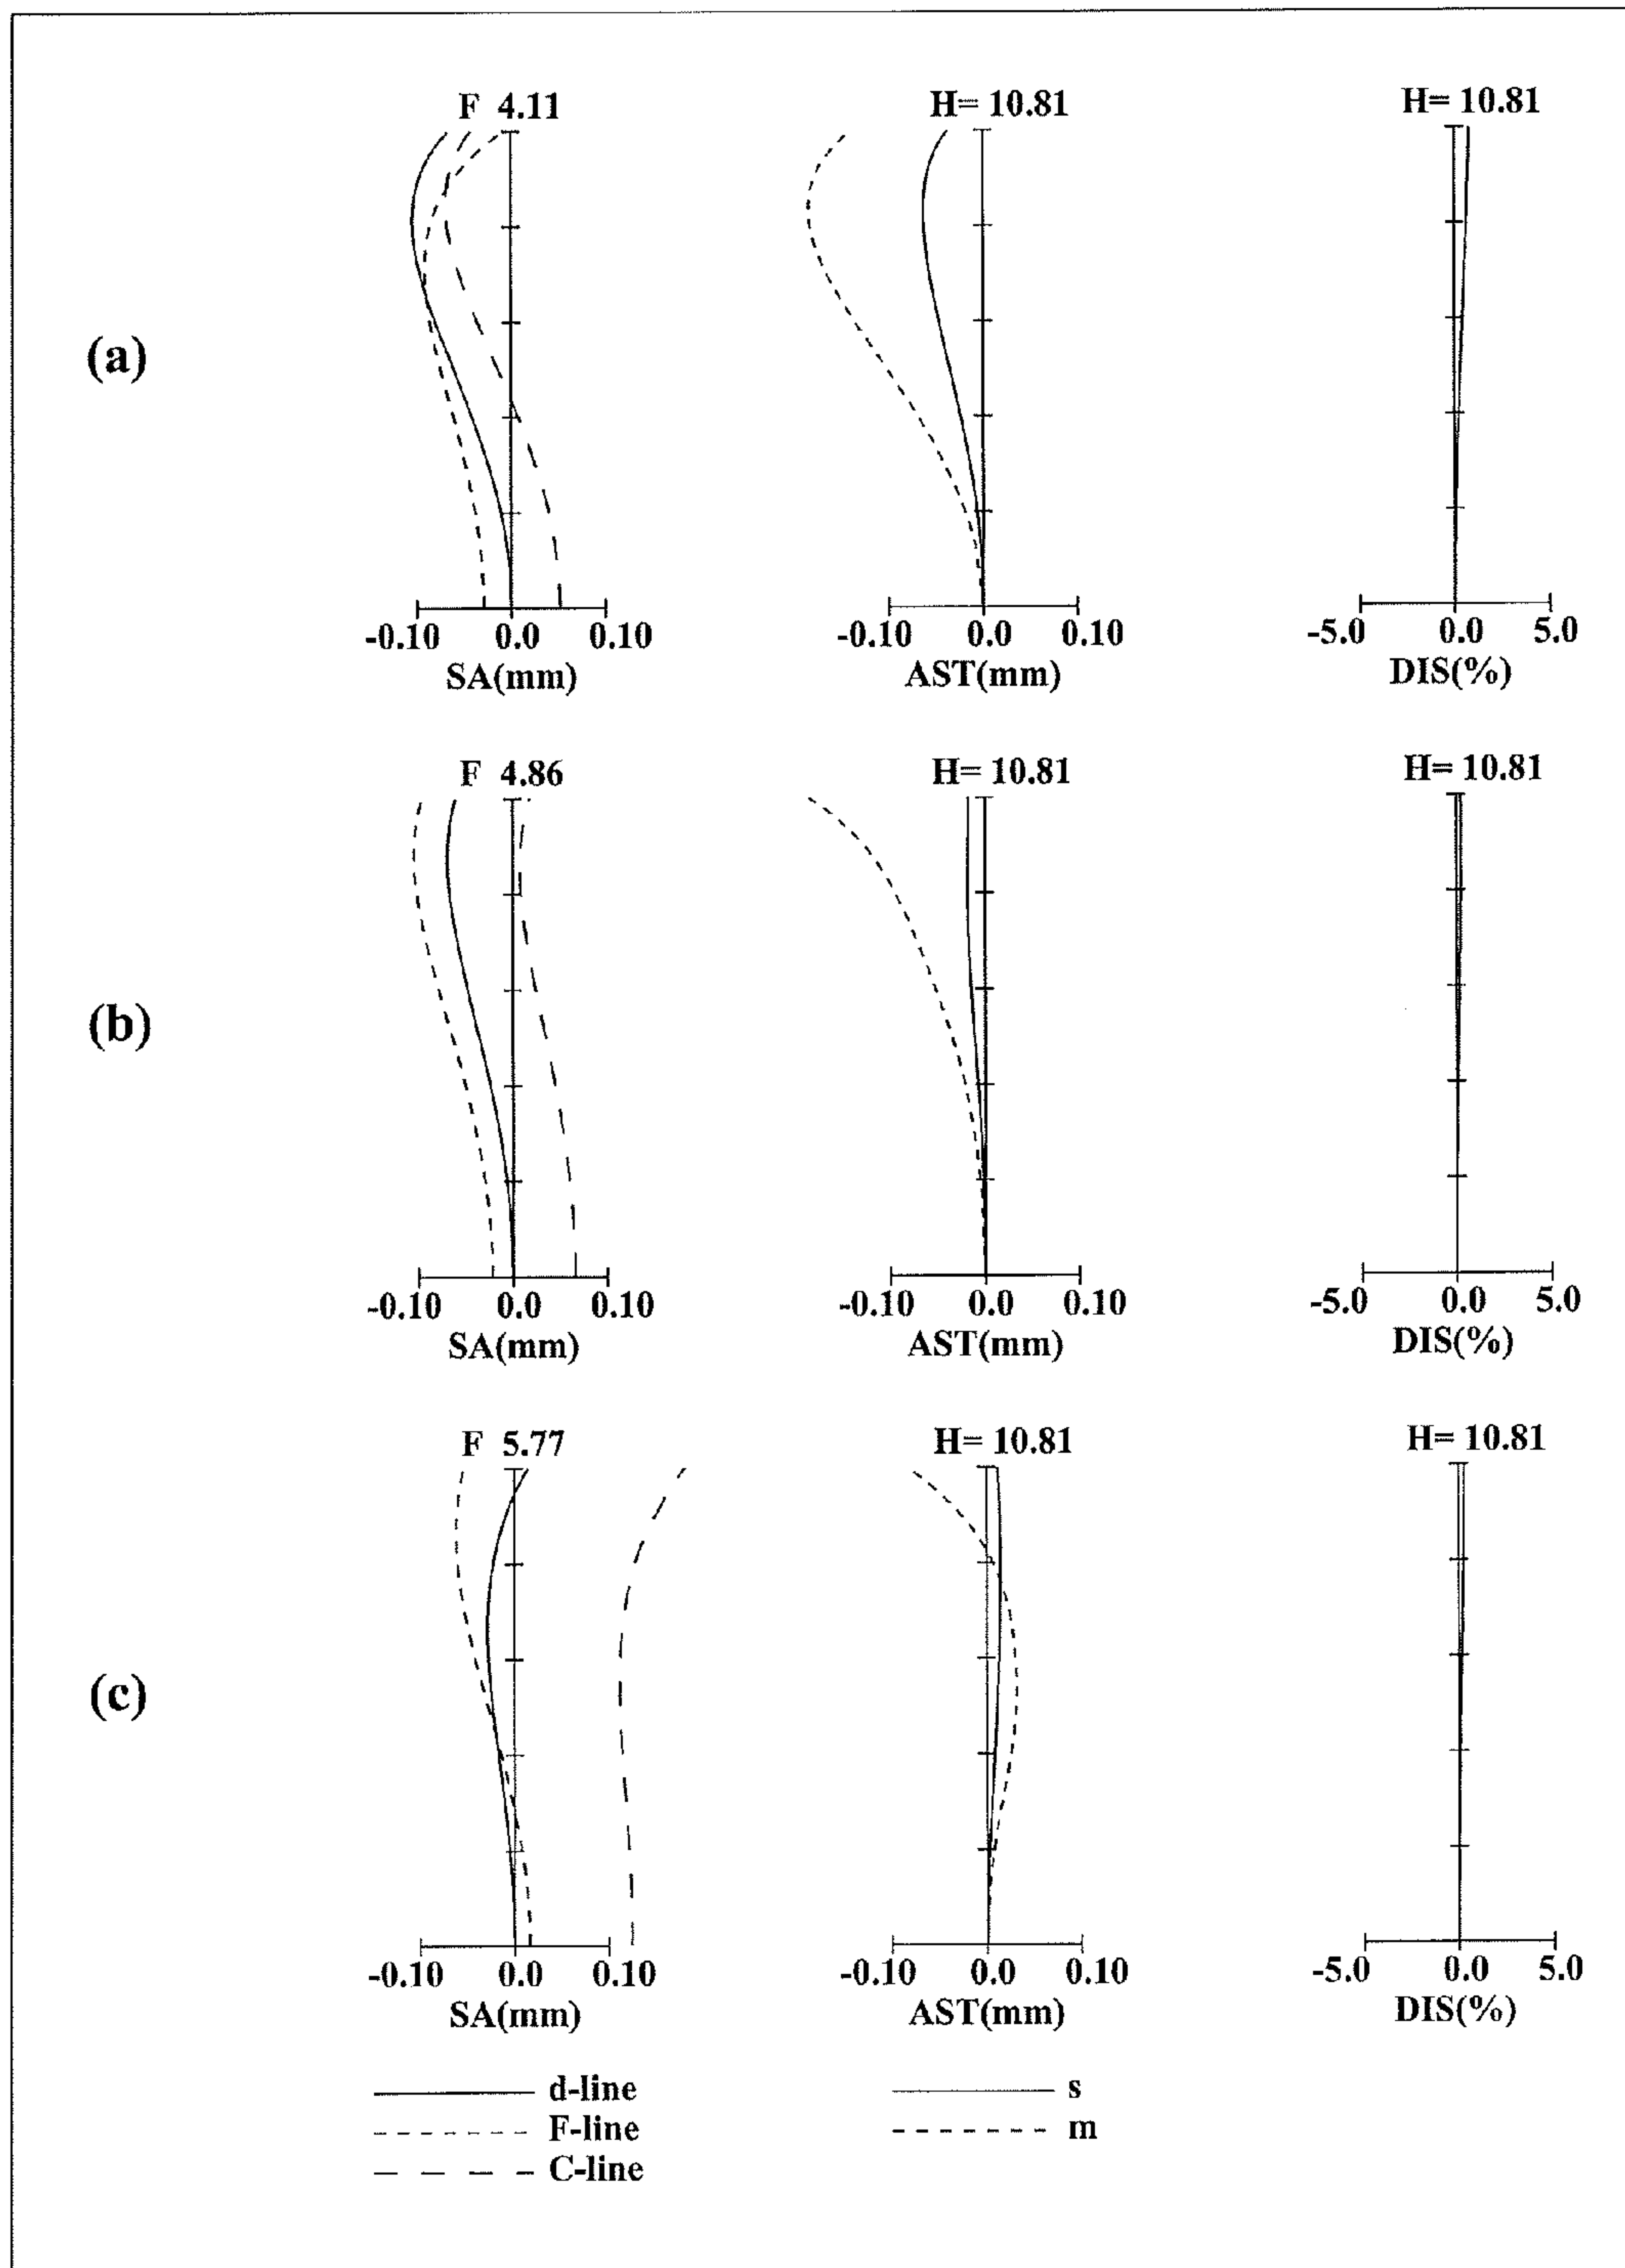 F 4.11 H= 10.81 H= 10.81
(a)
-0.10 0.0 0.10 -0.10 0.0 0.10 -5.0 0.0 5.0
SA(mm) AST(mm) DIS(%)
F 4.86 H= 10.81 H= 10.81
(b)
-0.10 0.0 0.10 -0.10 0.0 0.10 -5.0 0.0 5.0
SA(mm) AST(mm) DIS(%)
F 5.77 H= 10.81 H= 10.81
(c)
-0.10 0.0 0.10 -0.10 0.0 0.10 -5.0 0.0 5.0
SA(mm) AST(mm) DIS(%)
d-line s
F-line m
C-line